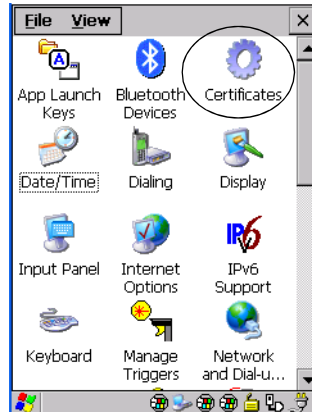 File View
App Launch Keys
Bluetooth Devices
Certificates
Date/Time
Dialing
Display
Input Panel
Internet Options
IPv6 Support
Keyboard
Manage Triggers
Network and Dial-u...